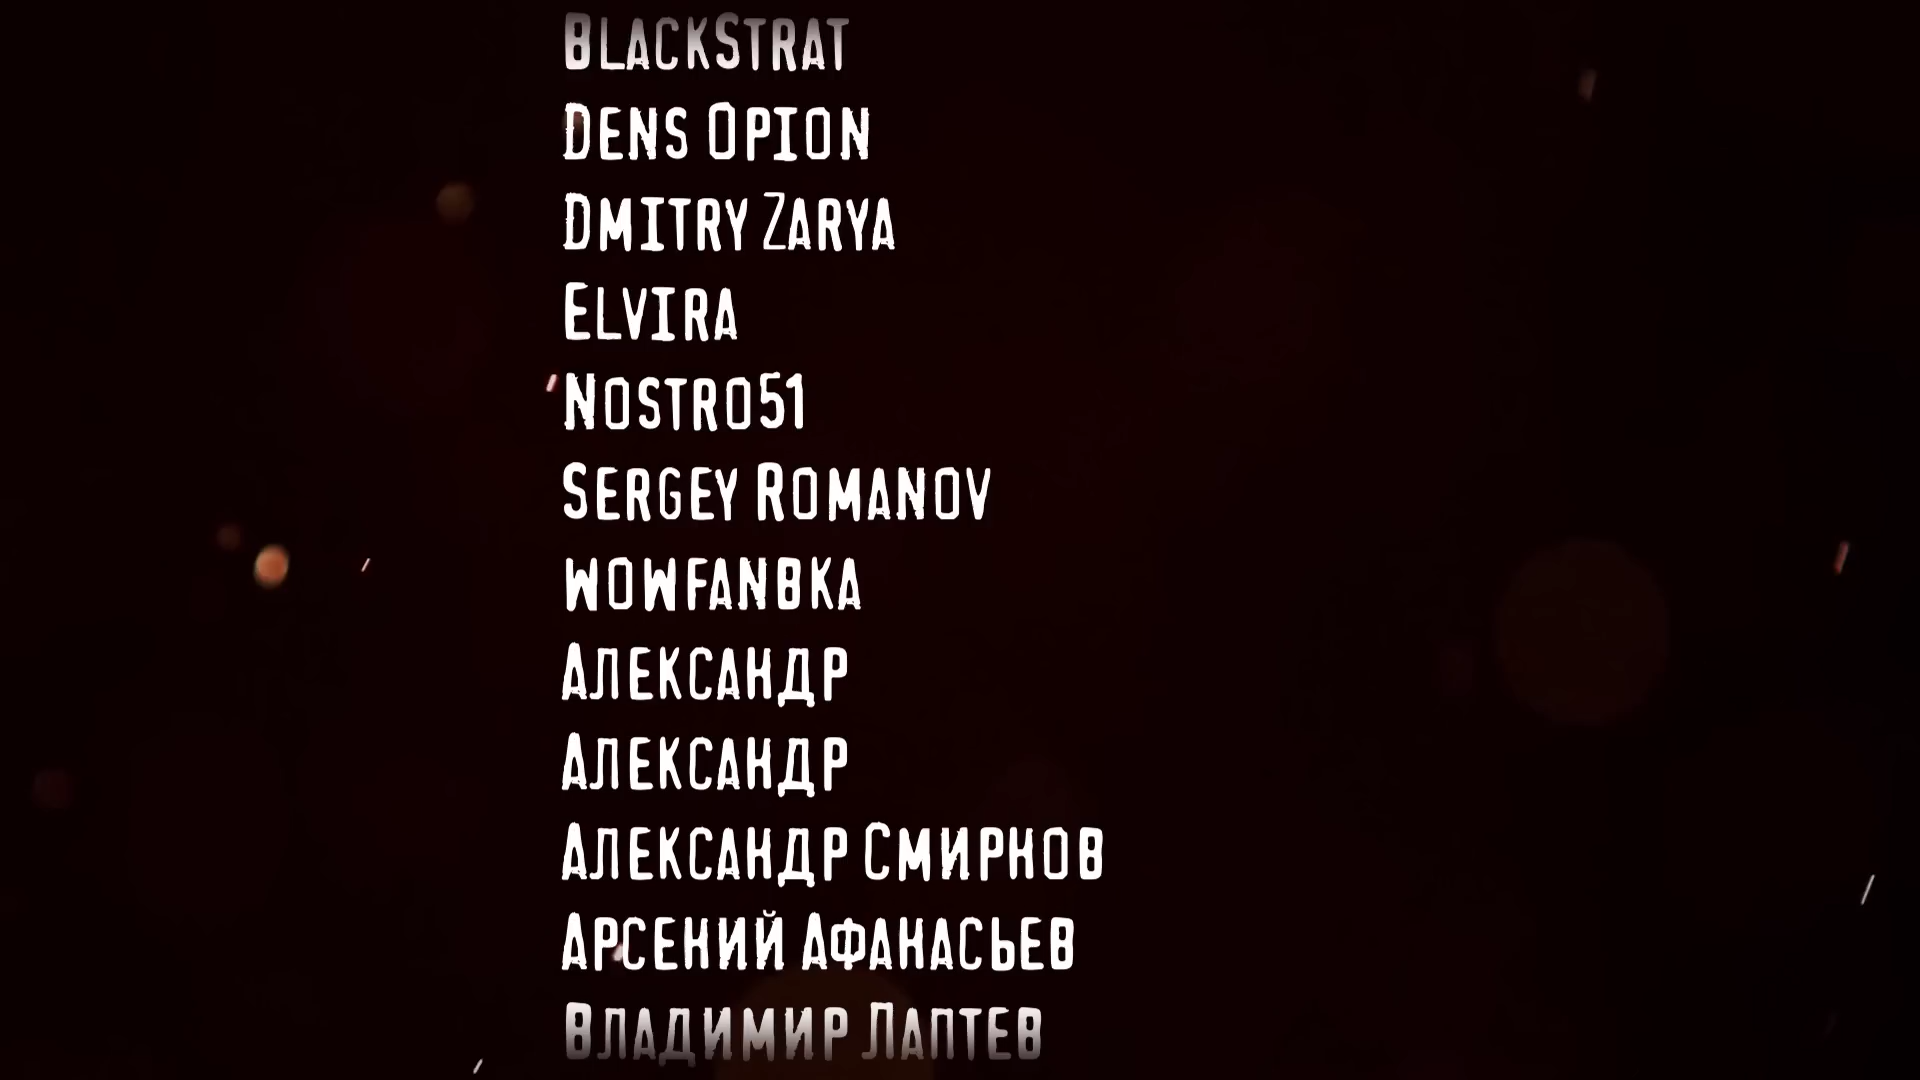 BlackStrat
Dens Opion
Dmitry Zarya
Elvira
Nostro51
Sergey Romanov
wowfanbka
Александр
Александр
Александр Смирнов
Арсений Афанасьев
Владимир Лаптев